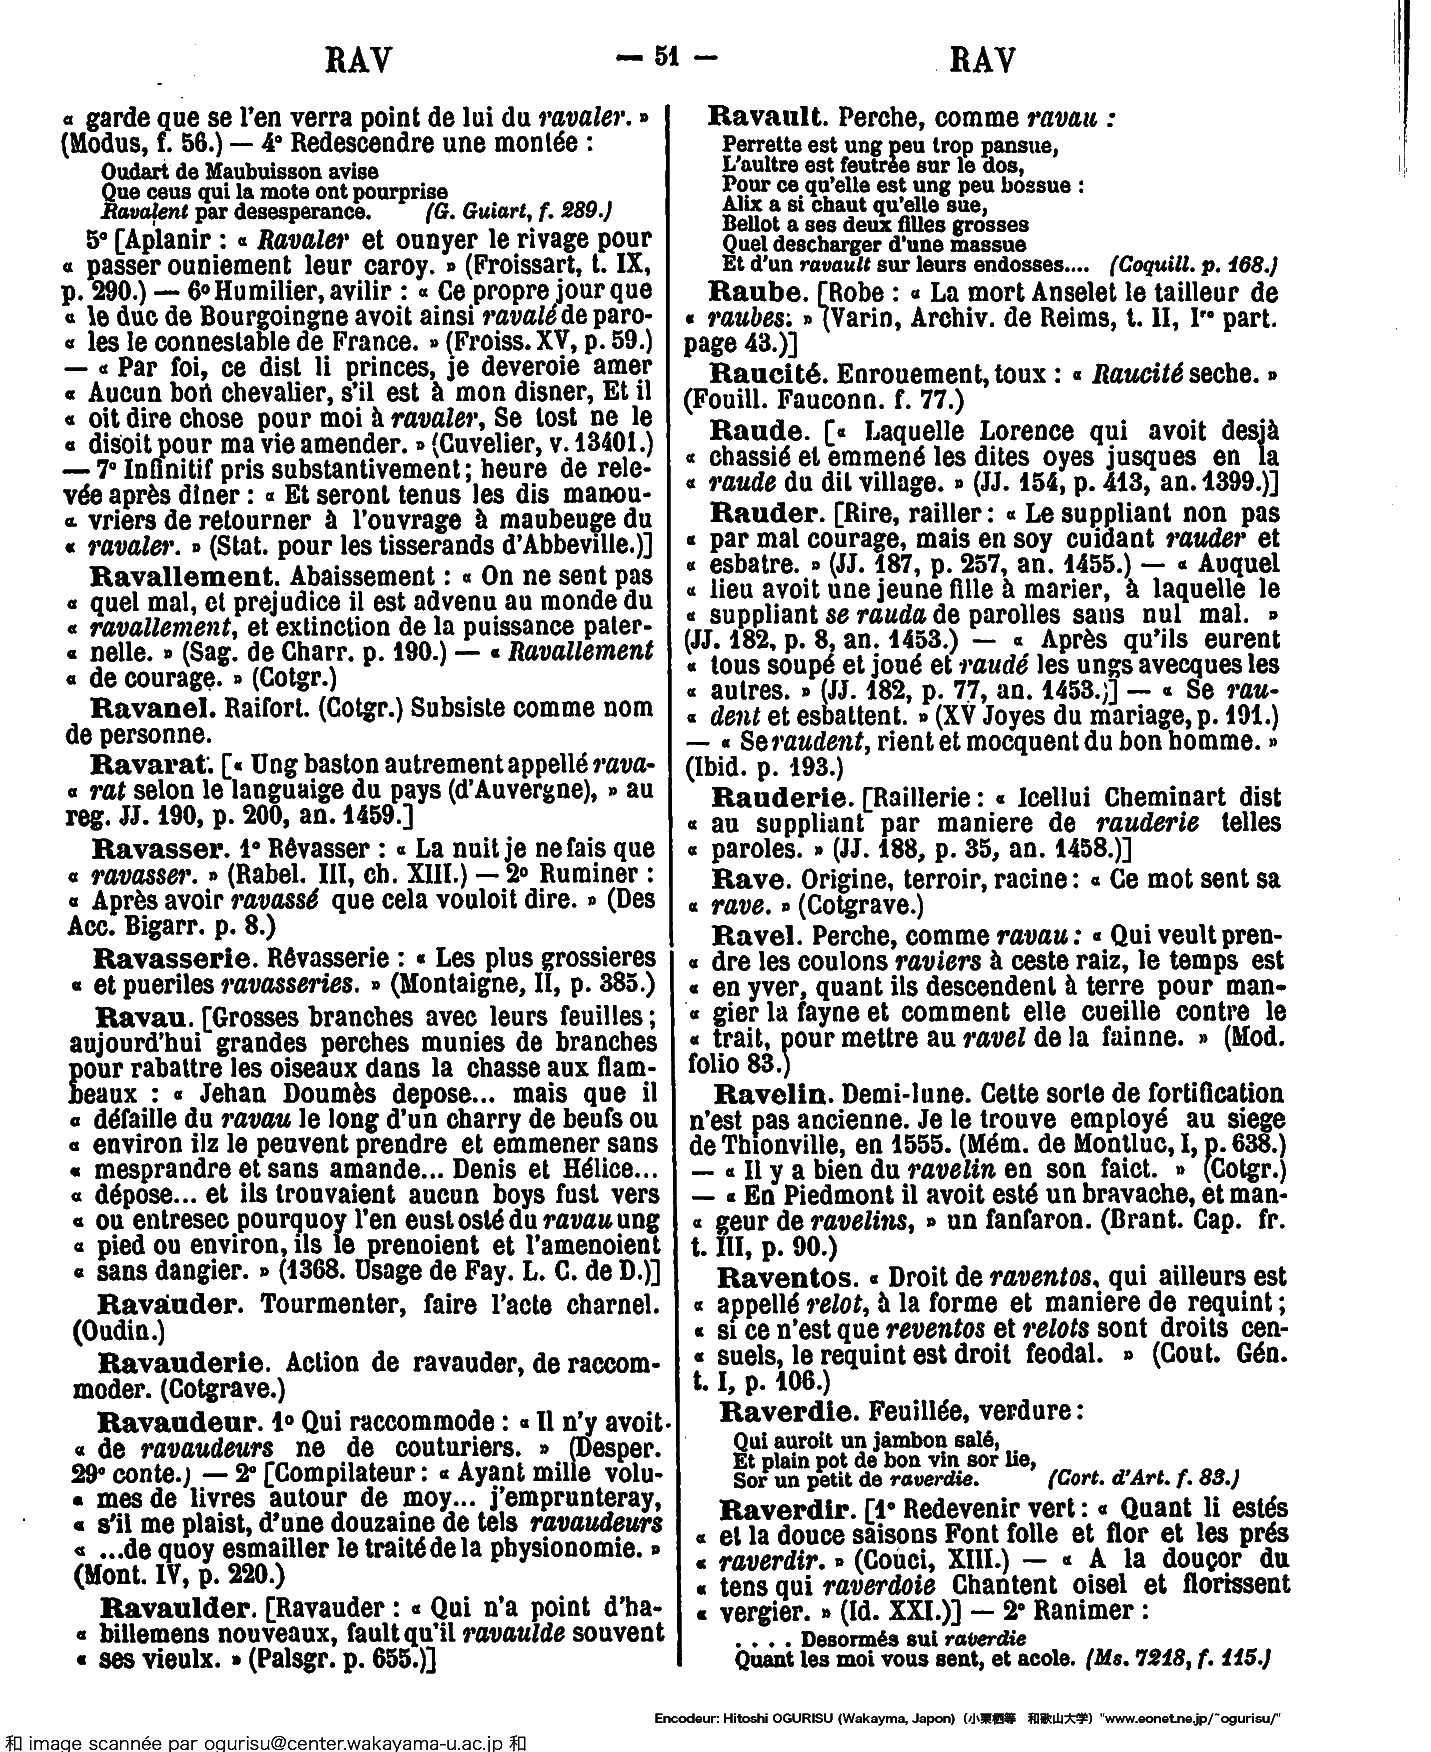 RAV — 51 — RAV
« garde que se l'en verra point de lui du ravaler. »
(Modus, f. 56.) — 4° Redescendre une montée :
Oudart de Maubuisson avise
Que ceus qui la mote ont pourprise
Ravalent par desesperance. (G. Guiart, f. 289.)
5° [Aplanir : « Ravaler et ounyer le rivage pour
« passer ouniement leur caroy. » (Froissart, t. IX,
p. 290.) — 6° Humilier, avilir : « Ce propre jour que
« le duc de Bourgoingne avoit ainsi ravalé de paro-
« les le connestable de France. » (Froiss. XV, p. 59.)
— « Par foi, ce dist li princes, je deveroie amer
« Aucun bon chevalier, s'il est à mon disner, Et il
« oit dire chose pour moi à ravaler, Se tost ne le
« disoit pour ma vie amender. » (Cuvelier, v. 13401.)
— 7° Infinitif pris substantivement ; heure de rele-
vée après dîner : « Et seront tenus les dis manou-
« vriers de retourner à l'ouvrage à maubeuge du
« ravaler. » (Stat. pour les tisserands d'Abbeville.)]
Ravallement. Abaissement : « On ne sent pas
« quel mal, et prejudice il est advenu au monde du
« ravallement, et extinction de la puissance pater-
« nelle. » (Sag. de Charr. p. 190.) — « Ravallement
« de courage. » (Cotgr.)
Ravanel. Raifort. (Cotgr.) Subsiste comme nom
de personne.
Ravarat. [« Ung baston autrement appellé rava-
« rat selon le languaige du pays (d'Auvergne), » au
reg. JJ. 190, p. 200, an. 1459.]
Ravasser. 1° Rêvasser : « La nuit je ne fais que
« ravasser. » (Rabel. III, ch. XIII.) — 2° Ruminer :
« Après avoir ravassé que cela vouloit dire. » (Des
Acc. Bigarr. p. 8.)
Ravasserie. Rêvasserie : « Les plus grossieres
« et pueriles ravasseries. » (Montaigne, II, p. 385.)
Ravau. [Grosses branches avec leurs feuilles ;
aujourd'hui grandes perches munies de branches
pour rabattre les oiseaux dans la chasse aux flam-
beaux : « Jehan Doumès depose... mais que il
« défaille du ravau le long d'un charry de beufs ou
« environ ilz le peuvent prendre et emmener sans
« mesprandre et sans amande... Denis et Hélice...
« dépose... et ils trouvaient aucun boys fust vers
« ou entresec pourquoy l'en eust osté du ravau ung
« pied ou environ, ils le prenoient et l'amenoient
« sans dangier. » (1368. Usage de Fay. L. C. de D.)]
Ravauder. Tourmenter, faire l'acte charnel.
(Oudin.)
Ravauderie. Action de ravauder, de raccom-
moder. (Cotgrave.)
Ravaudeur. 1° Qui raccommode : « Il n'y avoit
« de ravaudeurs ne de couturiers. » (Desper.
29° conte.) — 2° [Compilateur : « Ayant mille volu-
« mes de livres autour de moy... j'emprunteray,
« s'il me plaist, d'une douzaine de tels ravaudeurs
« ...de quoy esmailler le traité de la physionomie. »
(Mont. IV, p. 220.)
Ravaulder. [Ravauder : « Qui n'a point d'ha-
« billemens nouveaux, fault qu'il ravaulde souvent
« ses vieulx. » (Palsgr. p. 655.)]
Ravault. Perche, comme ravau :
Perrette est ung peu trop pansue,
L'aultre est feutrée sur le dos,
Pour ce qu'elle est ung peu bossue :
Alix a si chaut qu'elle sue,
Bellot a ses deux filles grosses
Quel descharger d'une massue
Et d'un ravault sur leurs endosses.... (Coquill. p. 168.)
Raube. [Robe : « La mort Anselet le tailleur de
« raubes. » (Varin, Archiv. de Reims, t. II, Ire part.
page 43.)]
Raucité. Enrouement, toux : « Raucité seche. »
(Fouill. Fauconn. f. 77.)
Raude. [« Laquelle Lorence qui avoit desjà
« chassié et emmené les dites oyes jusques en la
« raude du dit village. » (JJ. 154, p. 413, an. 1399.)]
Rauder. [Rire, railler : « Le suppliant non pas
« par mal courage, mais en soy cuidant rauder et
« esbatre. » (JJ. 187, p. 257, an. 1455.) — « Auquel
« lieu avoit une jeune fille à marier, à laquelle le
« suppliant se rauda de parolles sans nul mal. »
(JJ. 182, p. 8, an. 1453.) — « Après qu'ils eurent
« tous soupé et joué et raudé les ungs avecques les
« autres. » (JJ. 182, p. 77, an. 1453.)] — « Se rau-
« dent et esbattent. » (XV Joyes du mariage, p. 191.)
— « Se raudent, rient et mocquent du bon homme. »
(Ibid. p. 193.)
Rauderie. [Raillerie : « Icellui Cheminart dist
« au suppliant par maniere de rauderie telles
« paroles. » (JJ. 188, p. 35, an. 1458.)]
Rave. Origine, terroir, racine : « Ce mot sent sa
« rave. » (Cotgrave.)
Ravel. Perche, comme ravau : « Qui veult pren-
« dre les coulons raviers à ceste raiz, le temps est
« en yver, quant ils descendent à terre pour man-
« gier la fayne et comment elle cueille contre le
« trait, pour mettre au ravel de la fainne. » (Mod.
folio 83.)
Ravelin. Demi-lune. Cette sorte de fortification
n'est pas ancienne. Je le trouve employé au siege
de Thionville, en 1555. (Mém. de Montluc, I, p. 638.)
— « Il y a bien du ravelin en son faict. » (Cotgr.)
— « En Piedmont il avoit esté un bravache, et man-
« geur de ravelins, » un fanfaron. (Brant. Cap. fr.
t. III, p. 90.)
Raventos. « Droit de raventos, qui ailleurs est
« appellé relot, à la forme et maniere de requint ;
« si ce n'est que reventos et relots sont droits cen-
« suels, le requint est droit feodal. » (Cout. Gén.
t. I, p. 106.)
Raverdie. Feuillée, verdure :
Qui auroit un jambon salé,
Et plain pot de bon vin sor lie,
Sor un petit de raverdie. (Cort. d'Art. f. 83.)
Raverdir. [1° Redevenir vert : « Quant li estés
« et la douce saisons Font folle et flor et les prés
« raverdir. » (Couci, XIII.) — « A la douçor du
« tens qui raverdoie Chantent oisel et florissent
« vergier. » (Id. XXI.)] — 2° Ranimer :
. . . . Desormés sui raverdie
Quant les moi vous sent, et acole. (Ms. 7218, f. 115.)
Encodeur: Hitoshi OGURISU (Wakayma, Japon) (小栗栖等 和歌山大学) "www.eonet.ne.jp/~ogurisu/"
和 image scannée par ogurisu@center.wakayama-u.ac.jp 和